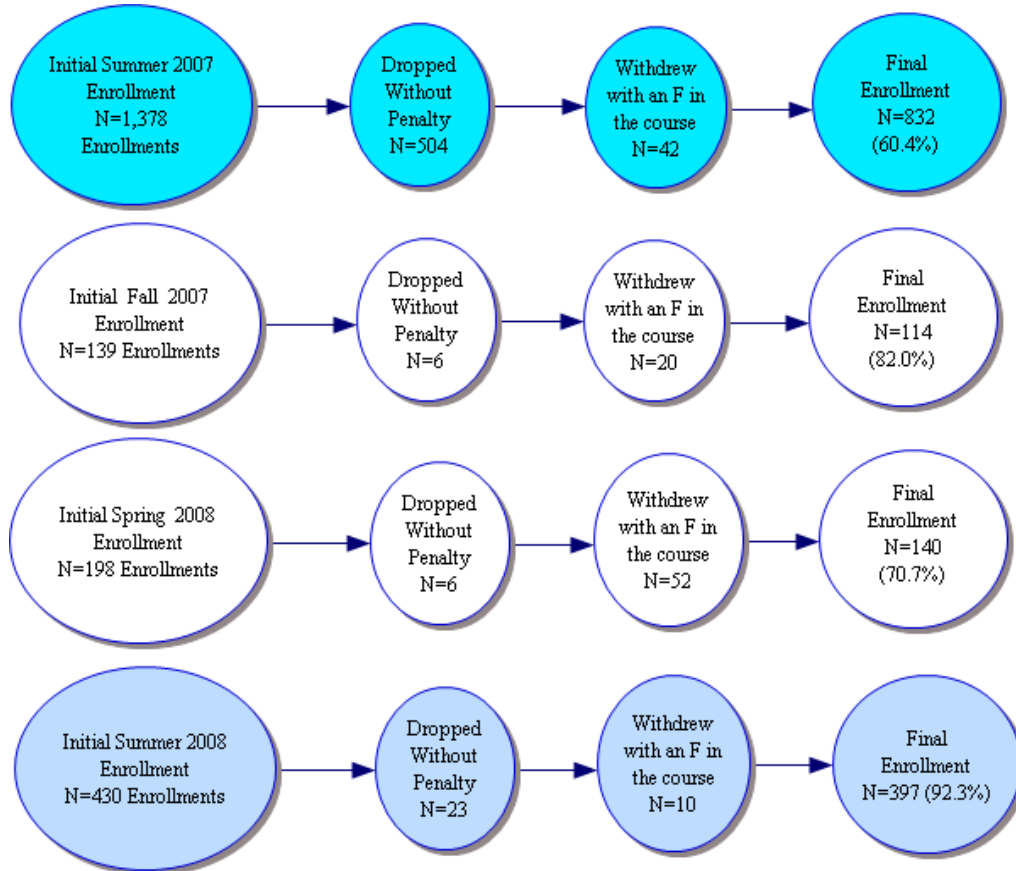 Initial Summer 2007
Enrollment
N=1,378
Enrollments
Dropped
Without
Penalty
N=504
Withdrew
with an F in
the course
N=42
Final
Enrollment
N=832
(60.4%)
Initial Fall 2007
Enrollment
N=139 Enrollments
Dropped
Without
Penalty
N=6
Withdrew
with an F in
the course
N=20
Final
Enrollment
N=114
(82.0%)
Initial Spring 2008
Enrollment
N=198 Enrollments
Dropped
Without
Penalty
N=6
Withdrew
with an F in
the course
N=52
Final
Enrollment
N=140
(70.7%)
Initial Summer 2008
Enrollment
N=430 Enrollments
Dropped
Without
Penalty
N=23
Withdrew
with an F in
the course
N=10
Final
Enrollment
N=397 (92.3%)